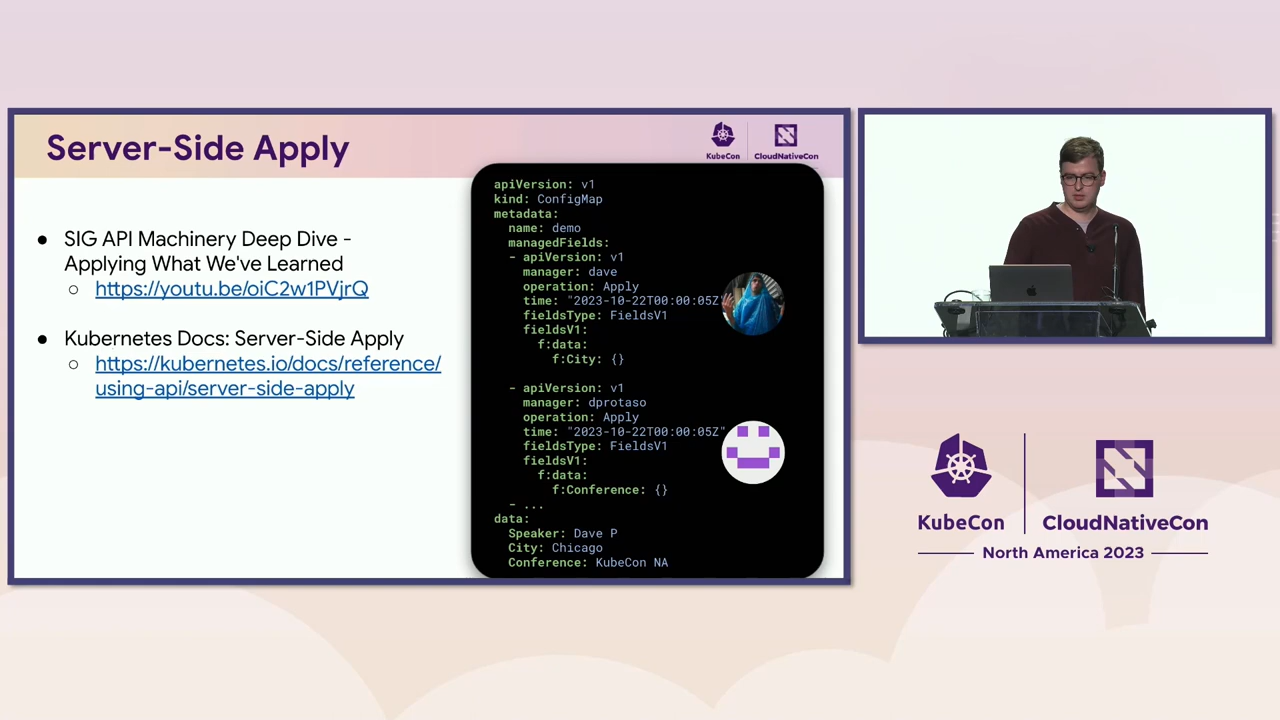 Server-Side Apply
KubeCon
CloudNativeCon
● SIG API Machinery Deep Dive -
Applying What We've Learned
○ https://youtu.be/oiC2w1PVjrQ
● Kubernetes Docs: Server-Side Apply
○ https://kubernetes.io/docs/reference/
using-api/server-side-apply
apiVersion: v1
kind: ConfigMap
metadata:
name: demo
managedFields:
- apiVersion: v1
manager: dave
operation: Apply
time: "2023-10-22T00:00:05Z"
fieldsType: FieldsV1
fieldsV1:
f:data:
f:City: {}
- apiVersion: v1
manager: dprotaso
operation: Apply
time: "2023-10-22T00:00:05Z"
fieldsType: FieldsV1
fieldsV1:
f:data:
f:Conference: {}
- ...
data:
Speaker: Dave P
City: Chicago
Conference: KubeCon NA
KubeCon
CloudNativeCon
North America 2023